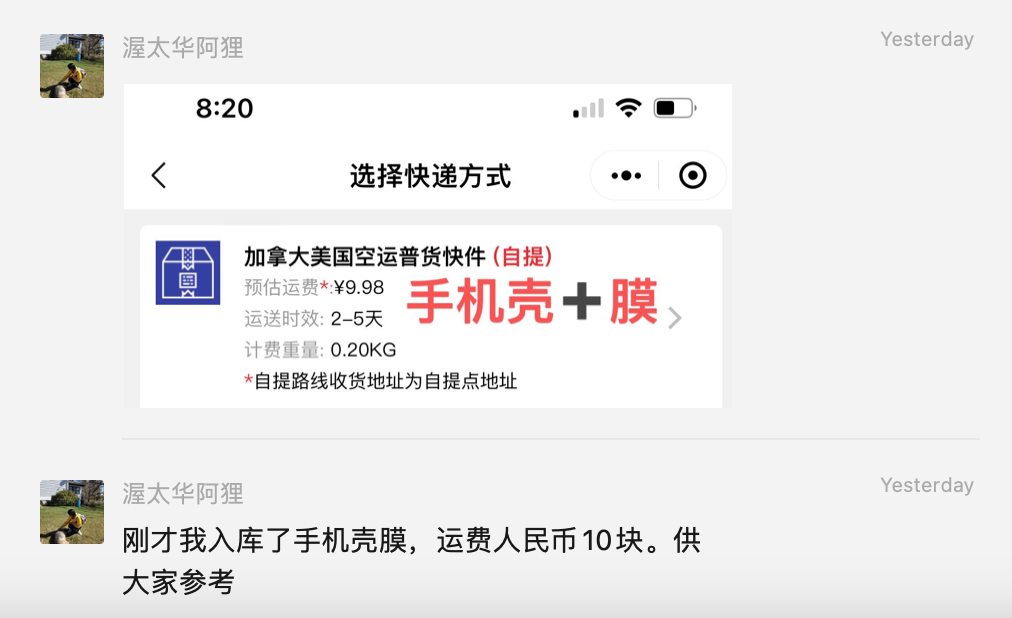 渥太华阿狸
Yesterday
8:20
选择快递方式
加拿大美国空运普货快件 (自提)
预估运费*:¥9.98
手机壳➕膜
运送时效: 2–5天
计费重量: 0.20KG
*自提路线收货地址为自提点地址
渥太华阿狸
Yesterday
刚才我入库了手机壳膜，运费人民币10块。供
大家参考